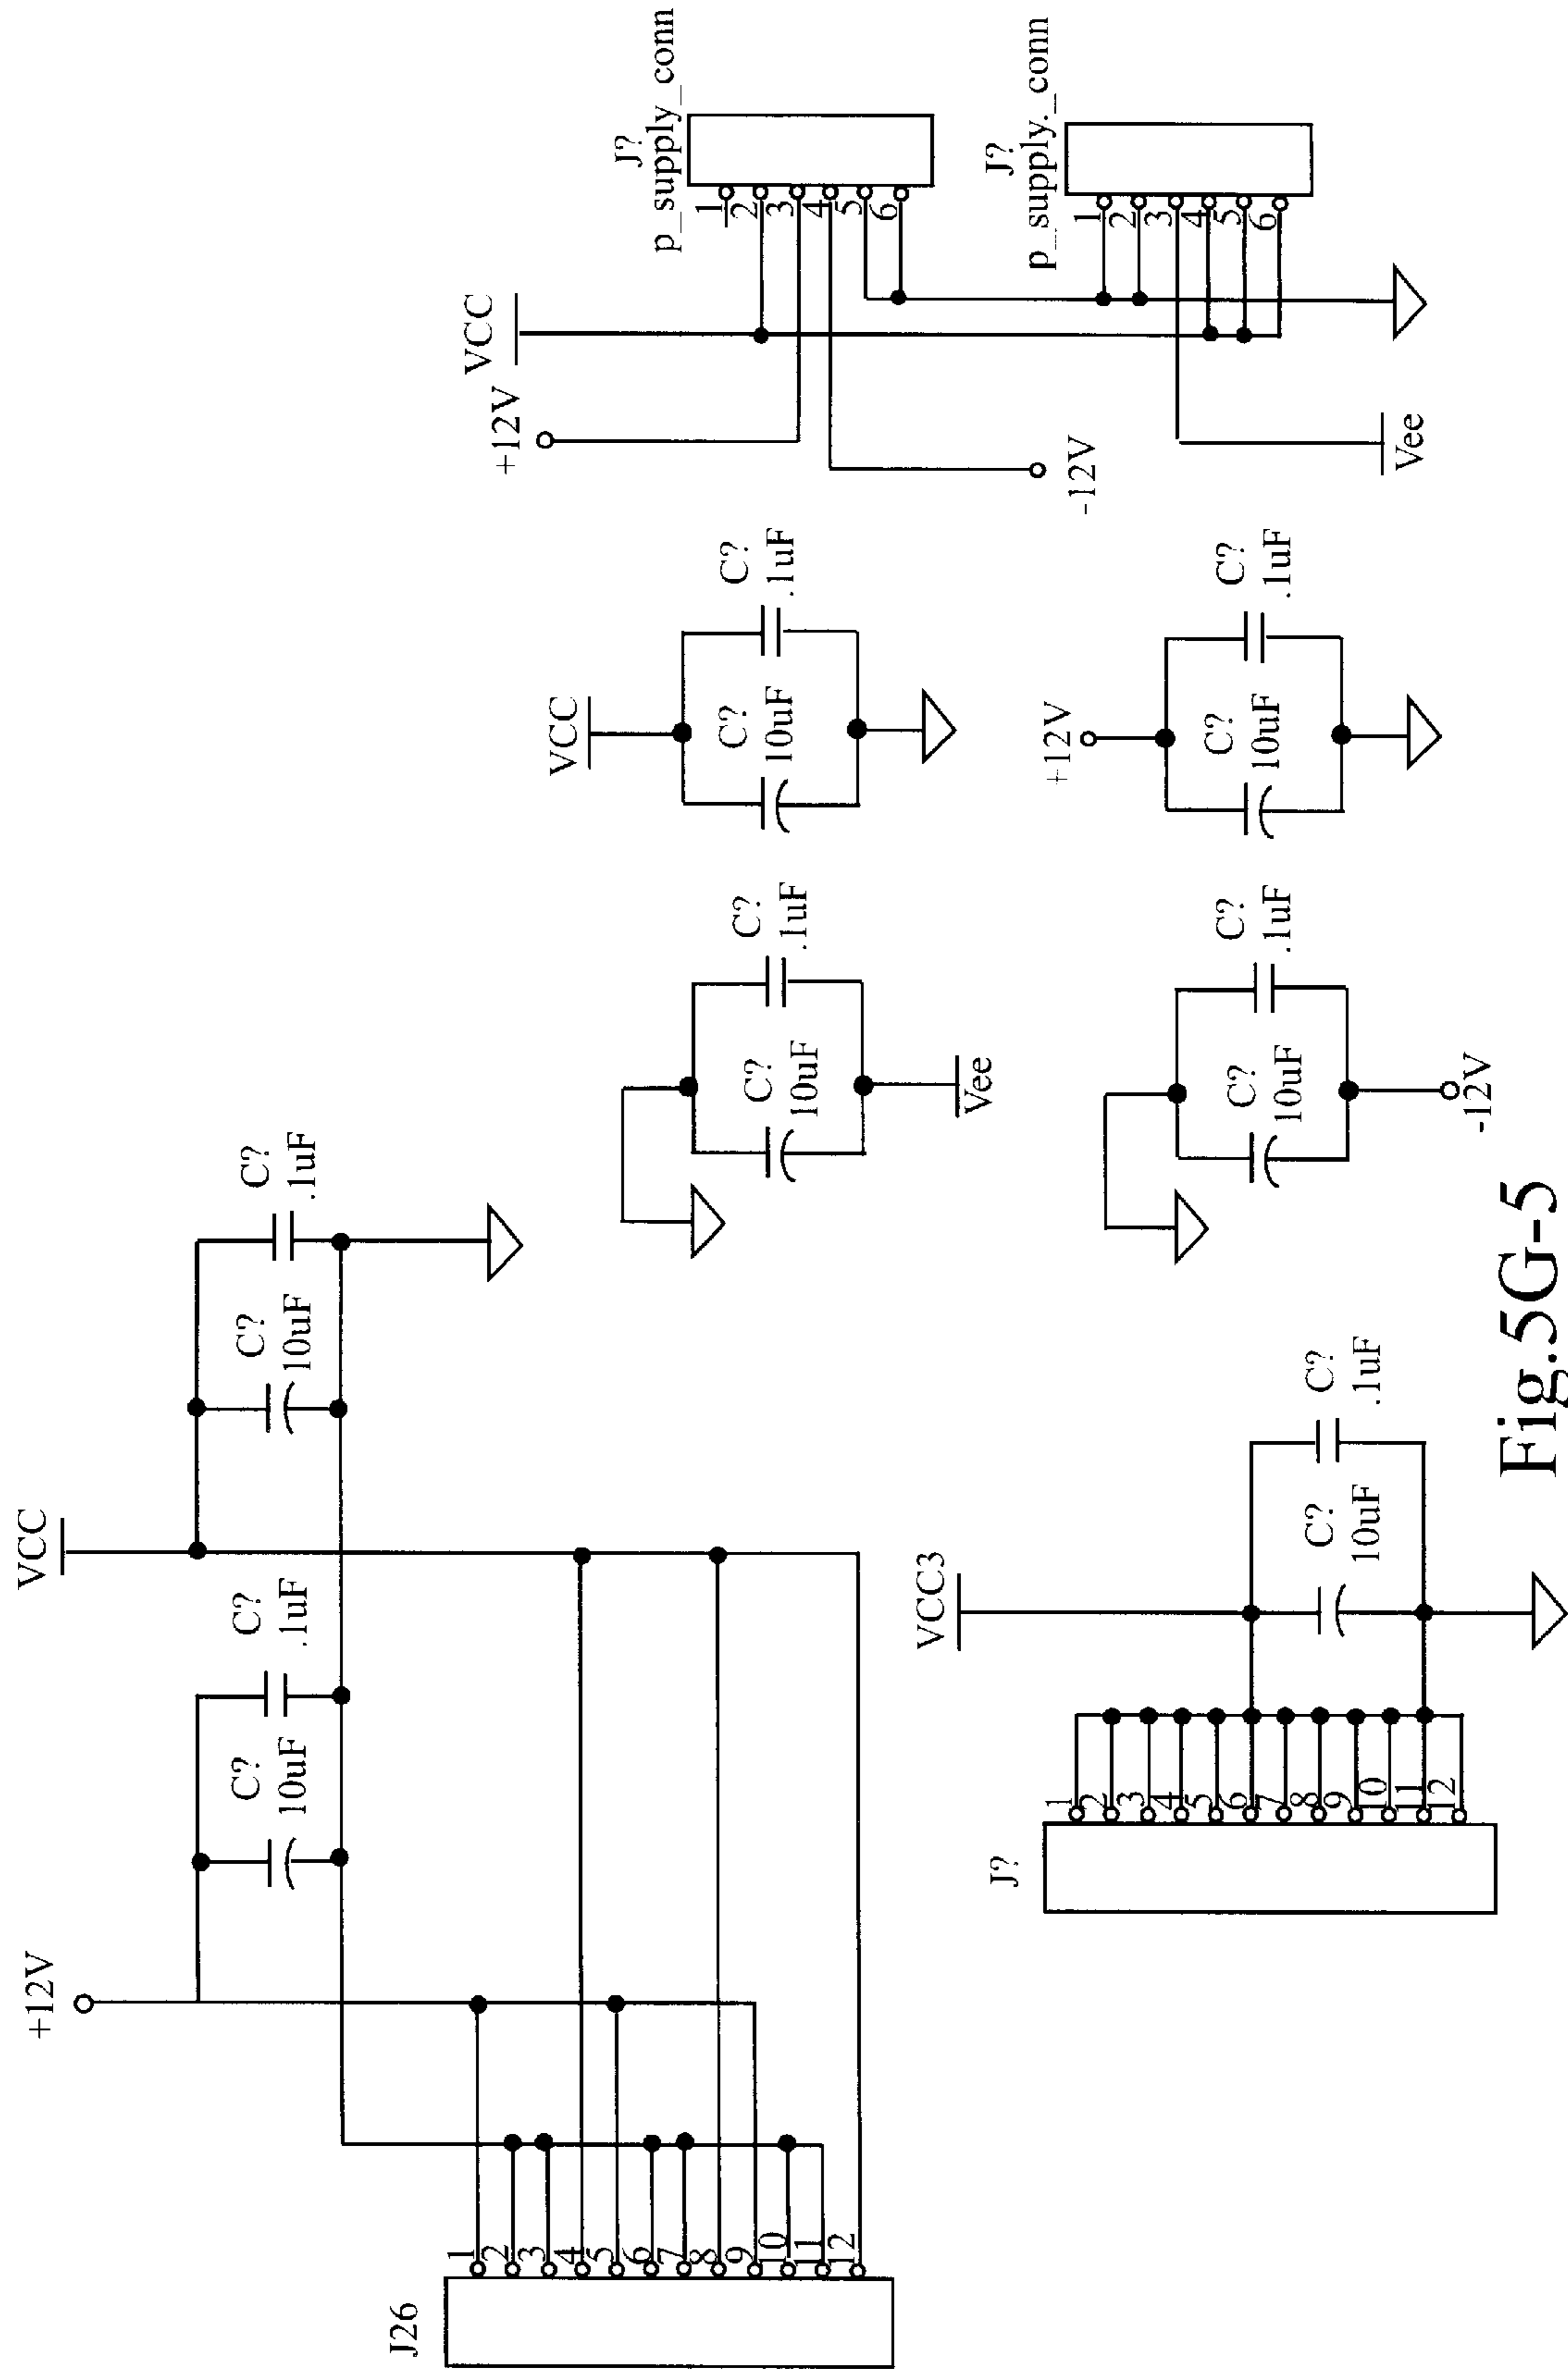 +12V
VCC
C?
10uF
C?
.1uF
C?
10uF
C?
.1uF
J26
1
2
3
4
5
6
7
8
9
10
11
12
VCC3
J?
1
2
3
4
5
6
7
8
9
10
11
12
C?
10uF
C?
.1uF
C?
10uF
C?
.1uF
Vee
VCC
C?
10uF
C?
.1uF
C?
10uF
C?
.1uF
-12V
+12V
C?
10uF
C?
.1uF
+12V
VCC
J?
p_supply_conn
1
2
3
4
5
6
-12V
J?
p_supply._conn
1
2
3
4
5
6
Vee
Fig.5G-5